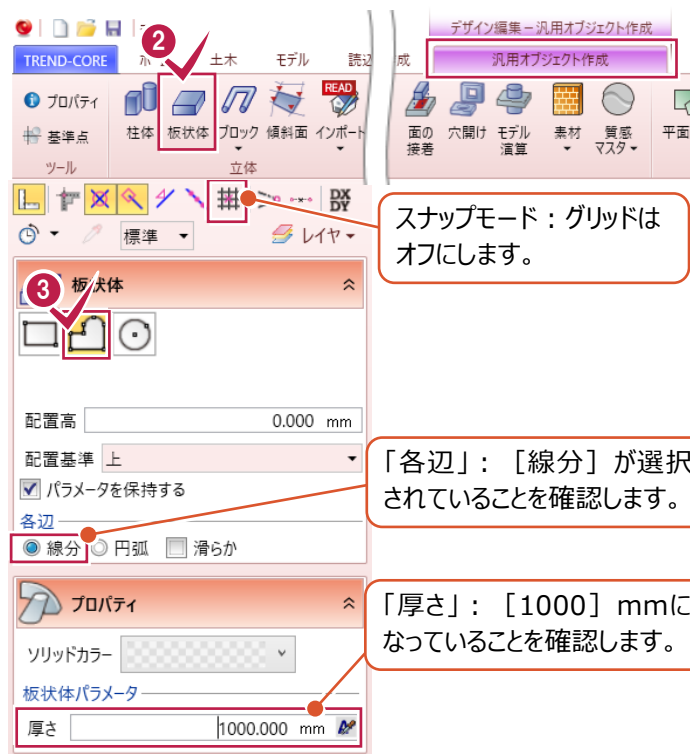 デザイン編集 – 汎用オブジェクト作成
2
TREND-CORE 土木 モデル 読込 成 汎用オブジェクト作成
プロパティ
基準点
柱体 板状体 ブロック 傾斜面 インポート
READ
面の接着 穴開け モデル演算 素材 質感マスタ 平面
ツール 立体
DX
DY
標準 レイヤ
スナップモード：グリッドは
オフにします。
3
板状体
配置高 0.000 mm
配置基準 上
パラメータを保持する
各辺
線分 円弧 滑らか
「各辺」：［線分］が選択
されていることを確認します。
プロパティ
ソリッドカラー
板状体パラメータ
厚さ 1000.000 mm
「厚さ」：［1000］mmに
なっていることを確認します。